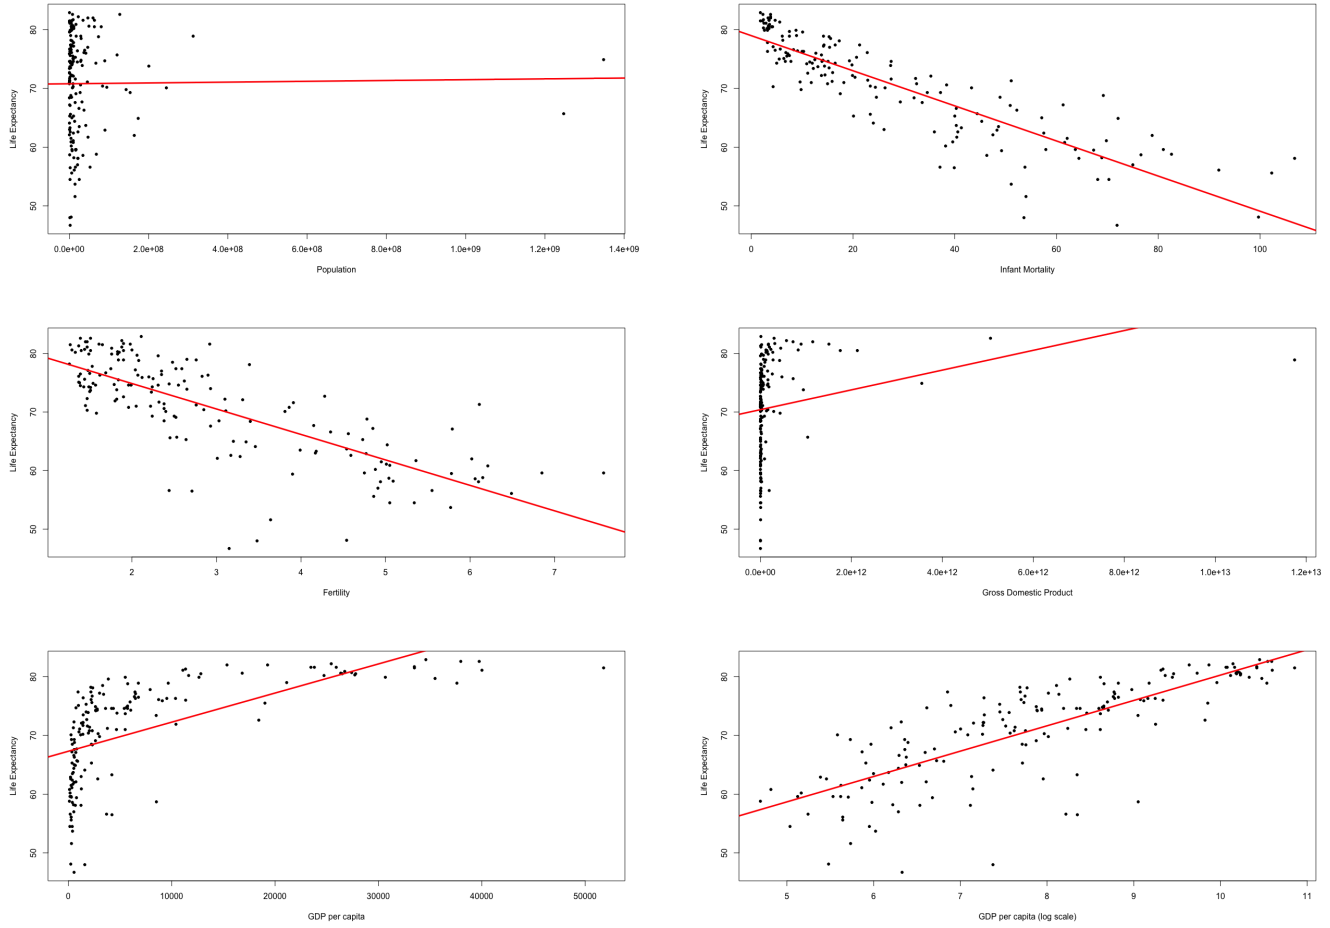 80
70
60
50
Life Expectancy
0.0e+00 2.0e+08 4.0e+08 6.0e+08 8.0e+08 1.0e+09 1.2e+09 1.4e+09
Population
80
70
60
50
Life Expectancy
0 20 40 60 80 100
Infant Mortality
80
70
60
50
Life Expectancy
2 3 4 5 6 7
Fertility
80
70
60
50
Life Expectancy
0.0e+00 2.0e+12 4.0e+12 6.0e+12 8.0e+12 1.0e+13 1.2e+13
Gross Domestic Product
80
70
60
50
Life Expectancy
0 10000 20000 30000 40000 50000
GDP per capita
80
70
60
50
Life Expectancy
5 6 7 8 9 10 11
GDP per capita (log scale)